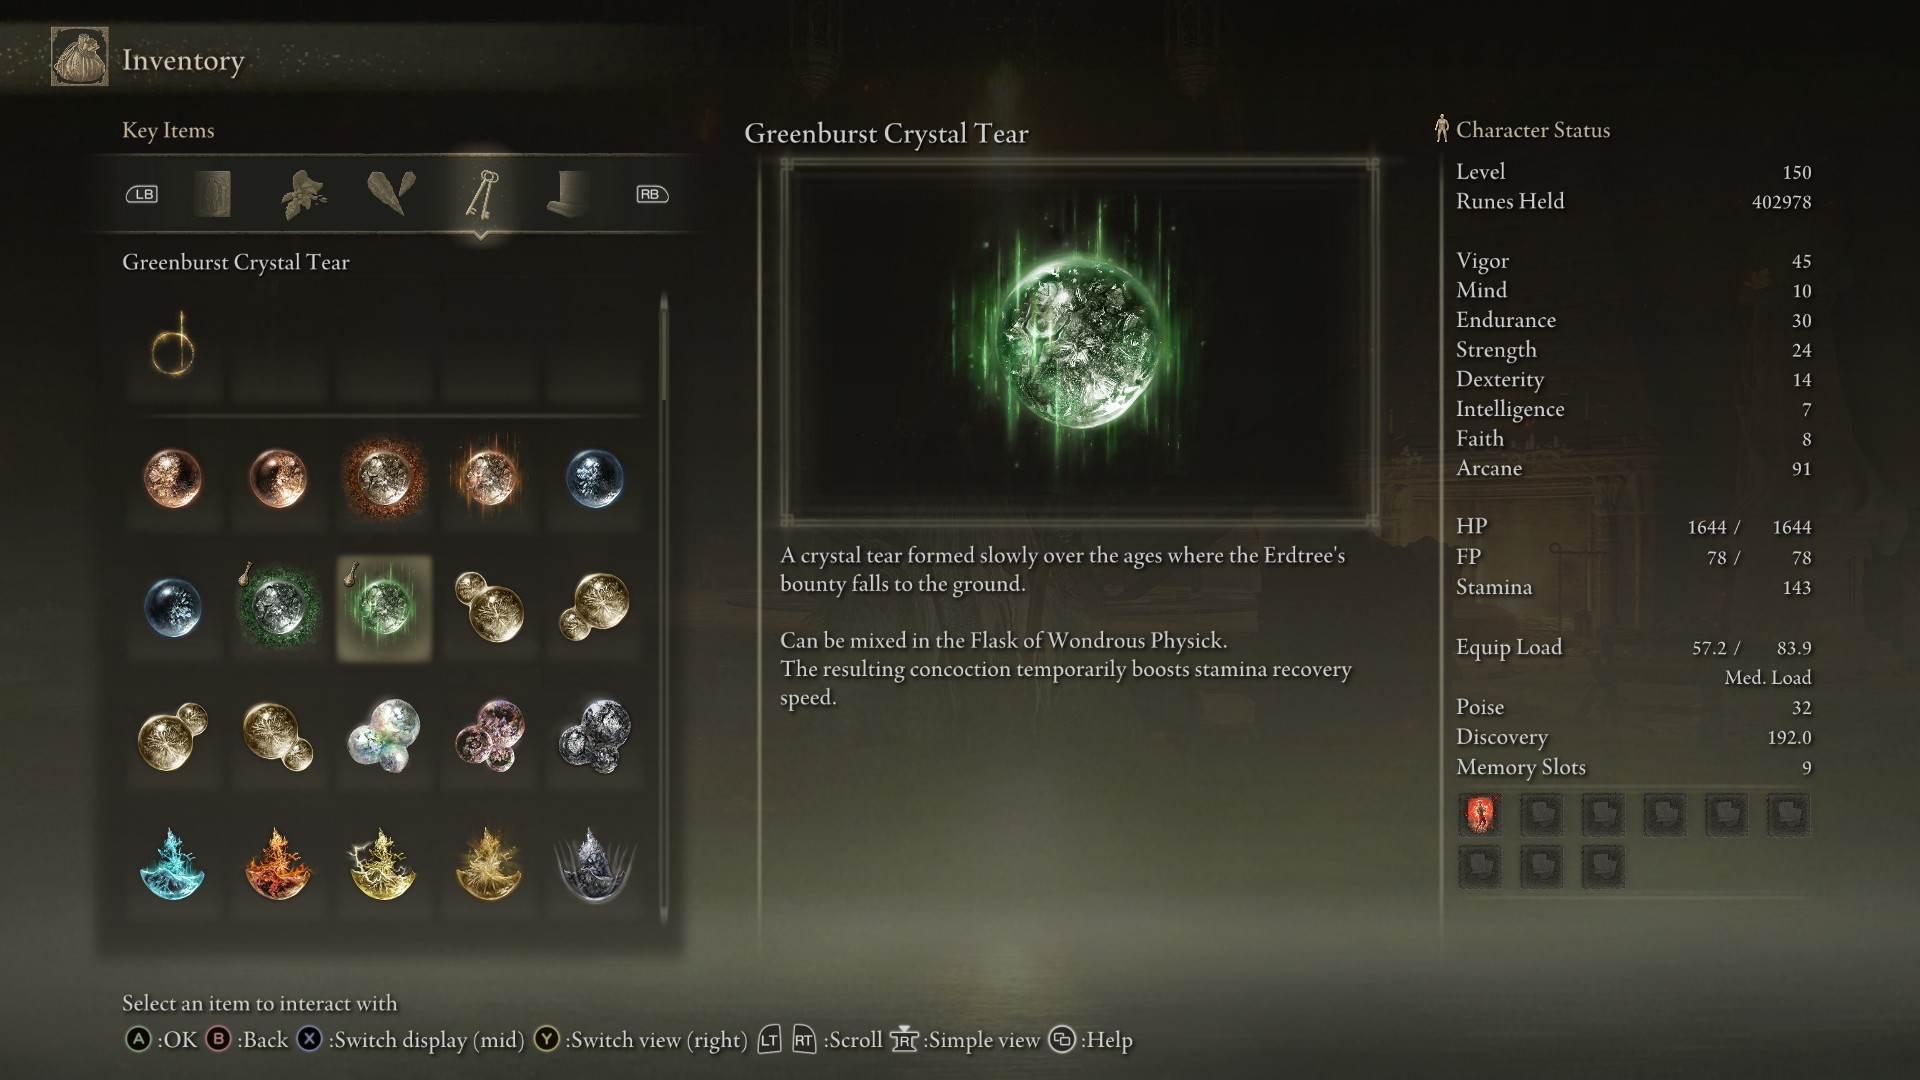 Inventory
Key Items
LB
RB
Greenburst Crystal Tear
Greenburst Crystal Tear
A crystal tear formed slowly over the ages where the Erdtree's
bounty falls to the ground.
Can be mixed in the Flask of Wondrous Physick.
The resulting concoction temporarily boosts stamina recovery
speed.
Character Status
Level 150
Runes Held 402978
Vigor 45
Mind 10
Endurance 30
Strength 24
Dexterity 14
Intelligence 7
Faith 8
Arcane 91
HP 1644 / 1644
FP 78 / 78
Stamina 143
Equip Load 57.2 / 83.9
Med. Load
Poise 32
Discovery 192.0
Memory Slots 9
Select an item to interact with
A :OK B :Back X :Switch display (mid) Y :Switch view (right) LT RT :Scroll R :Simple view :Help